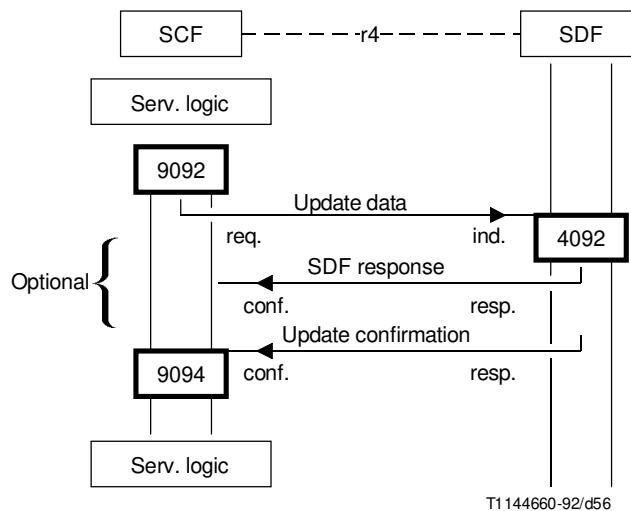 SCF r4 SDF
Serv. logic
9092
Update data
req. ind. 4092
Optional
SDF response
conf. resp.
Update confirmation
9094 conf. resp.
Serv. logic
T1144660-92/d56